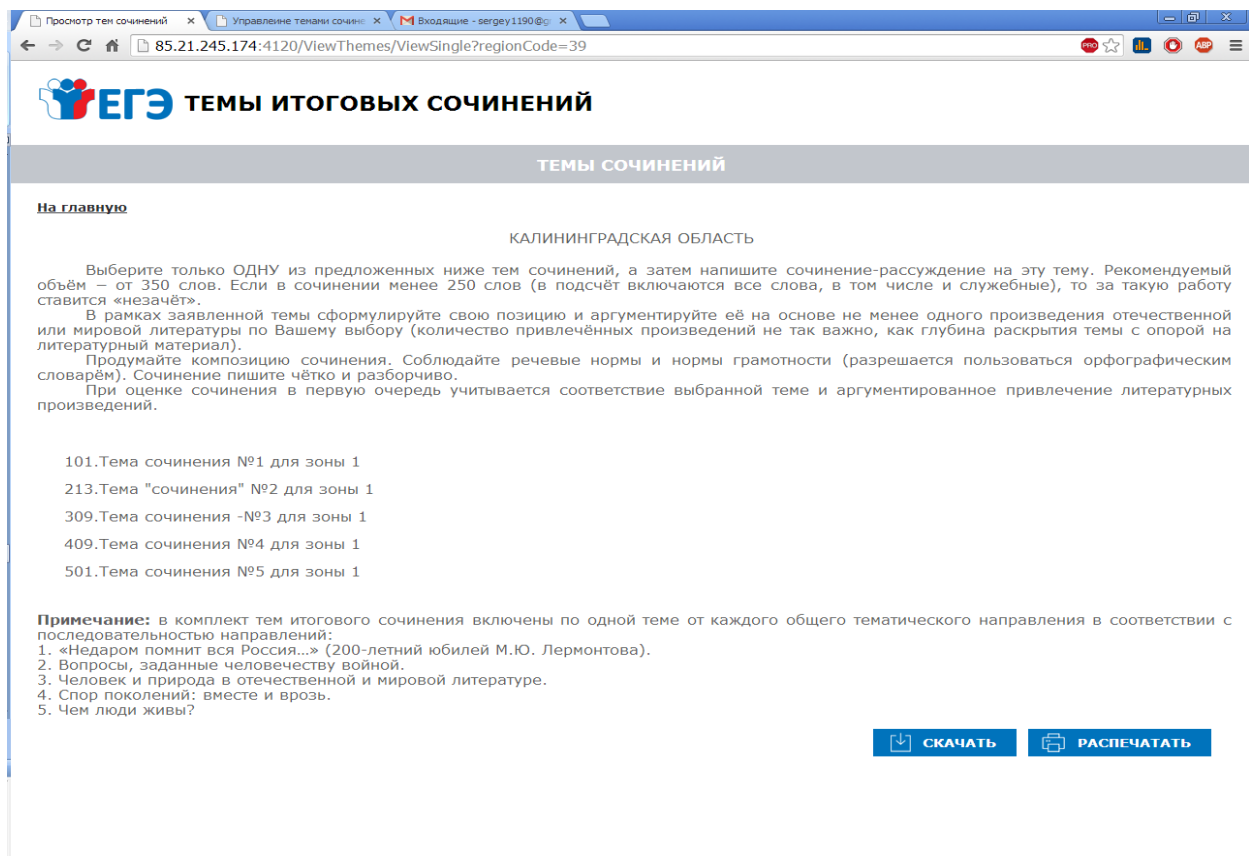 Просмотр тем сочинений
Управление темами сочине
Входящие - sergey1190@g
85.21.245.174:4120/ViewThemes/ViewSingle?regionCode=39
PRO
ABP
ЕГЭ ТЕМЫ ИТОГОВЫХ СОЧИНЕНИЙ
ТЕМЫ СОЧИНЕНИЙ
На главную
КАЛИНИНГРАДСКАЯ ОБЛАСТЬ
Выберите только ОДНУ из предложенных ниже тем сочинений, а затем напишите сочинение-рассуждение на эту тему. Рекомендуемый
объём – от 350 слов. Если в сочинении менее 250 слов (в подсчёт включаются все слова, в том числе и служебные), то за такую работу
ставится «незачёт».
В рамках заявленной темы сформулируйте свою позицию и аргументируйте её на основе не менее одного произведения отечественной
или мировой литературы по Вашему выбору (количество привлечённых произведений не так важно, как глубина раскрытия темы с опорой на
литературный материал).
Продумайте композицию сочинения. Соблюдайте речевые нормы и нормы грамотности (разрешается пользоваться орфографическим
словарём). Сочинение пишите чётко и разборчиво.
При оценке сочинения в первую очередь учитывается соответствие выбранной теме и аргументированное привлечение литературных
произведений.
101.Тема сочинения №1 для зоны 1
213.Тема "сочинения" №2 для зоны 1
309.Тема сочинения -№3 для зоны 1
409.Тема сочинения №4 для зоны 1
501.Тема сочинения №5 для зоны 1
Примечание: в комплект тем итогового сочинения включены по одной теме от каждого общего тематического направления в соответствии с
последовательностью направлений:
1. «Недаром помнит вся Россия…» (200-летний юбилей М.Ю. Лермонтова).
2. Вопросы, заданные человечеству войной.
3. Человек и природа в отечественной и мировой литературе.
4. Спор поколений: вместе и врозь.
5. Чем люди живы?
СКАЧАТЬ
РАСПЕЧАТАТЬ